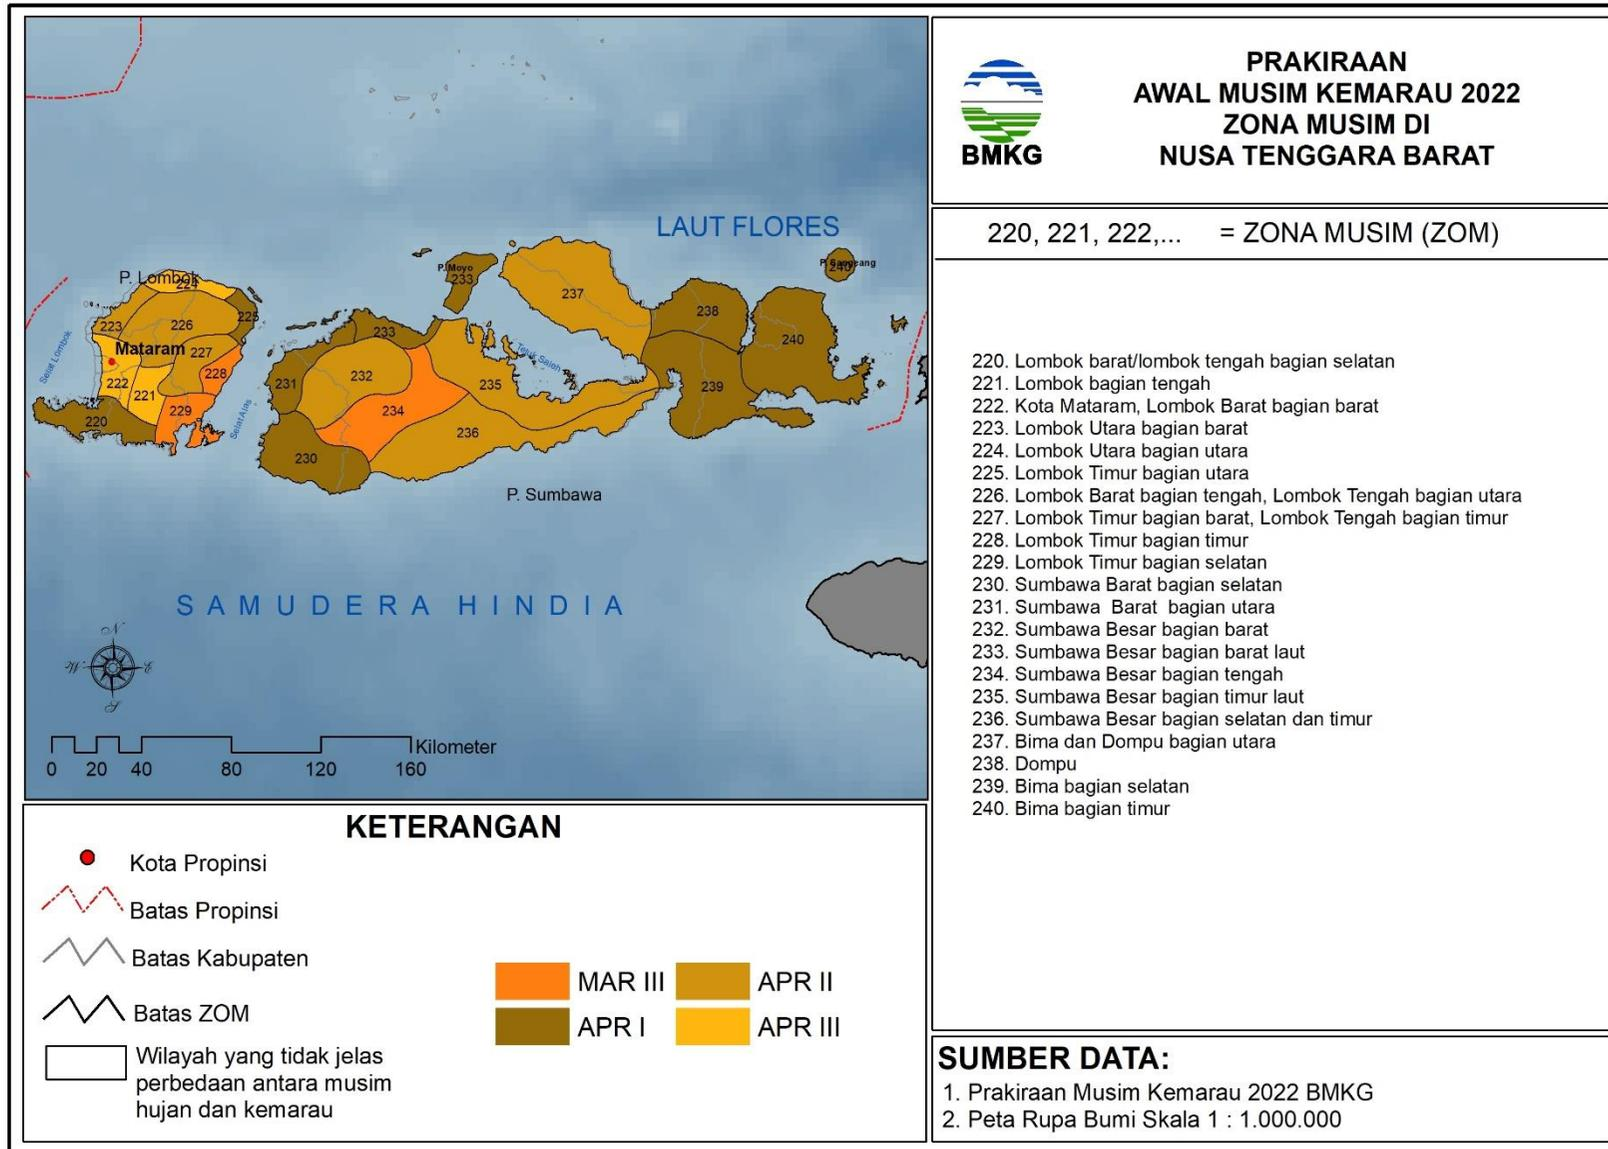 PRAKIRAAN
AWAL MUSIM KEMARAU 2022
ZONA MUSIM DI
NUSA TENGGARA BARAT
BMKG
220, 221, 222,... = ZONA MUSIM (ZOM)
220. Lombok barat/lombok tengah bagian selatan
221. Lombok bagian tengah
222. Kota Mataram, Lombok Barat bagian barat
223. Lombok Utara bagian barat
224. Lombok Utara bagian utara
225. Lombok Timur bagian utara
226. Lombok Barat bagian tengah, Lombok Tengah bagian utara
227. Lombok Timur bagian barat, Lombok Tengah bagian timur
228. Lombok Timur bagian timur
229. Lombok Timur bagian selatan
230. Sumbawa Barat bagian selatan
231. Sumbawa Barat bagian utara
232. Sumbawa Besar bagian barat
233. Sumbawa Besar bagian barat laut
234. Sumbawa Besar bagian tengah
235. Sumbawa Besar bagian timur laut
236. Sumbawa Besar bagian selatan dan timur
237. Bima dan Dompu bagian utara
238. Dompu
239. Bima bagian selatan
240. Bima bagian timur
SUMBER DATA:
1. Prakiraan Musim Kemarau 2022 BMKG
2. Peta Rupa Bumi Skala 1 : 1.000.000
LAUT FLORES
P. Moyo
233
240
237
P. Lombok
224
223
226
225
238
233
240
Mataram
227
Selat Lombok
Teluk Saleh
228
232
235
231
222
221
239
234
229
220
Selat Alas
236
230
P. Sumbawa
SAMUDERA HINDIA
N
W
E
S
Kilometer
0 20 40 80 120 160
KETERANGAN
Kota Propinsi
Batas Propinsi
Batas Kabupaten
Batas ZOM
Wilayah yang tidak jelas
perbedaan antara musim
hujan dan kemarau
MAR III
APR II
APR I
APR III